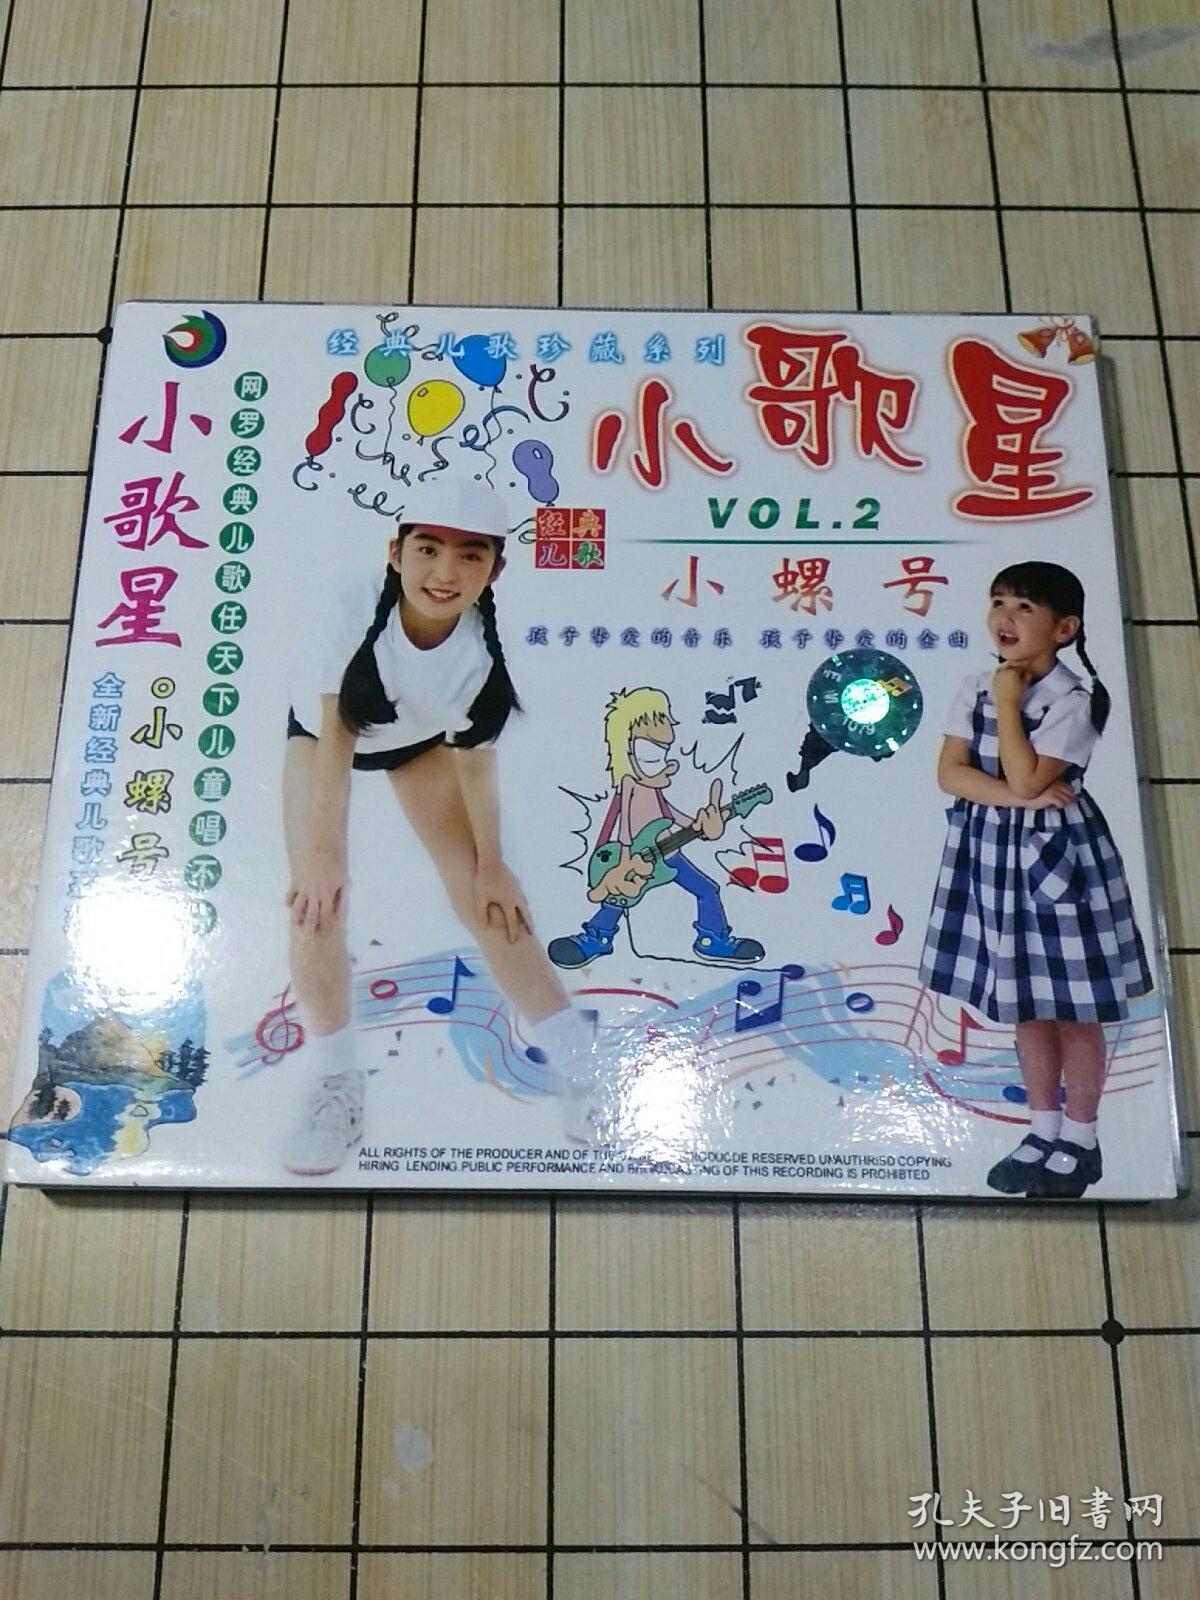 经典儿歌珍藏系列
小歌星
VOL.2
经典
儿歌
小螺号
孩子挚爱的音乐 孩子挚爱的金曲
小歌星
网罗经典儿歌任天下儿童唱不
小螺号
全新经典儿歌
1079
ALL RIGHTS OF THE PRODUCER AND OF RESERVED UNAUTHRISD COPYING
HIRING LENDING PUBLIC PERFORMANCE AND OF THIS RECORDING IS PROHIBTED
孔夫子旧书网
www.kongfz.com